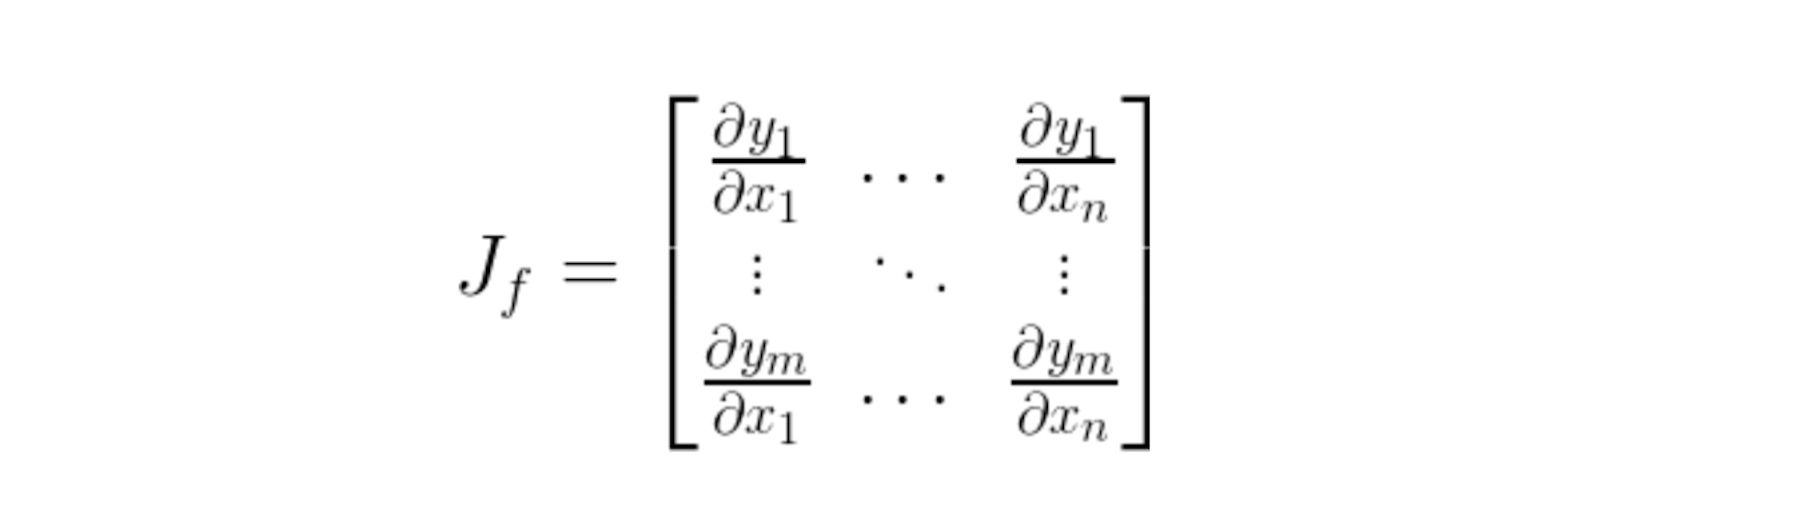 $J_f = \begin{bmatrix} \frac{\partial y_1}{\partial x_1} & \cdots & \frac{\partial y_1}{\partial x_n} \\ \vdots & \ddots & \vdots \\ \frac{\partial y_m}{\partial x_1} & \cdots & \frac{\partial y_m}{\partial x_n} \end{bmatrix}$